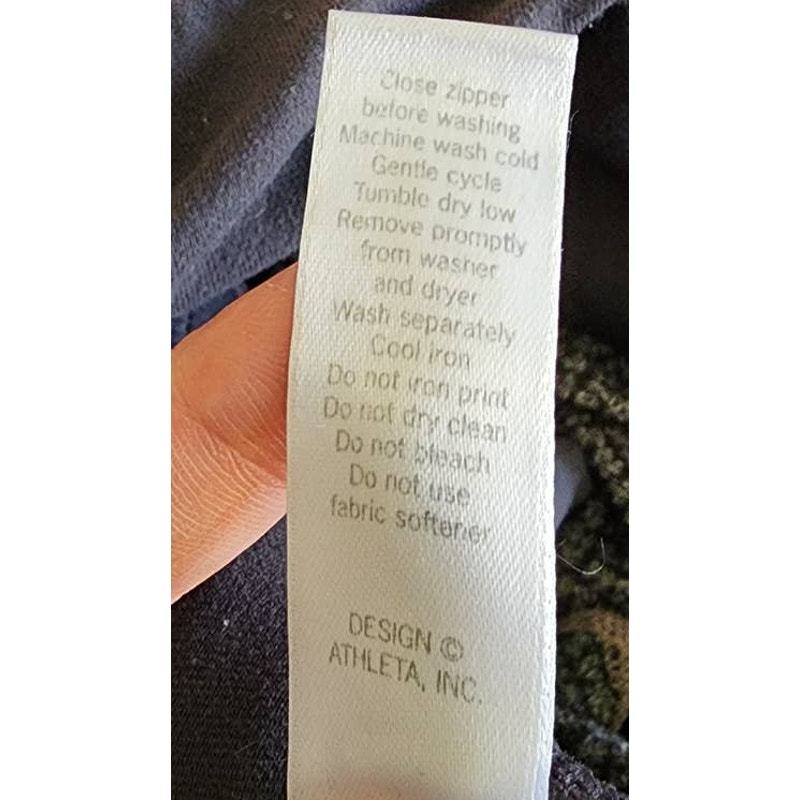 Close zipper
before washing
Machine wash cold
Gentle cycle
Tumble dry low
Remove promptly
from washer
and dryer
Wash separately
Cool iron
Do not iron print
Do not dry clean
Do not bleach
Do not use
fabric softener
DESIGN ©
ATHLETA, INC.